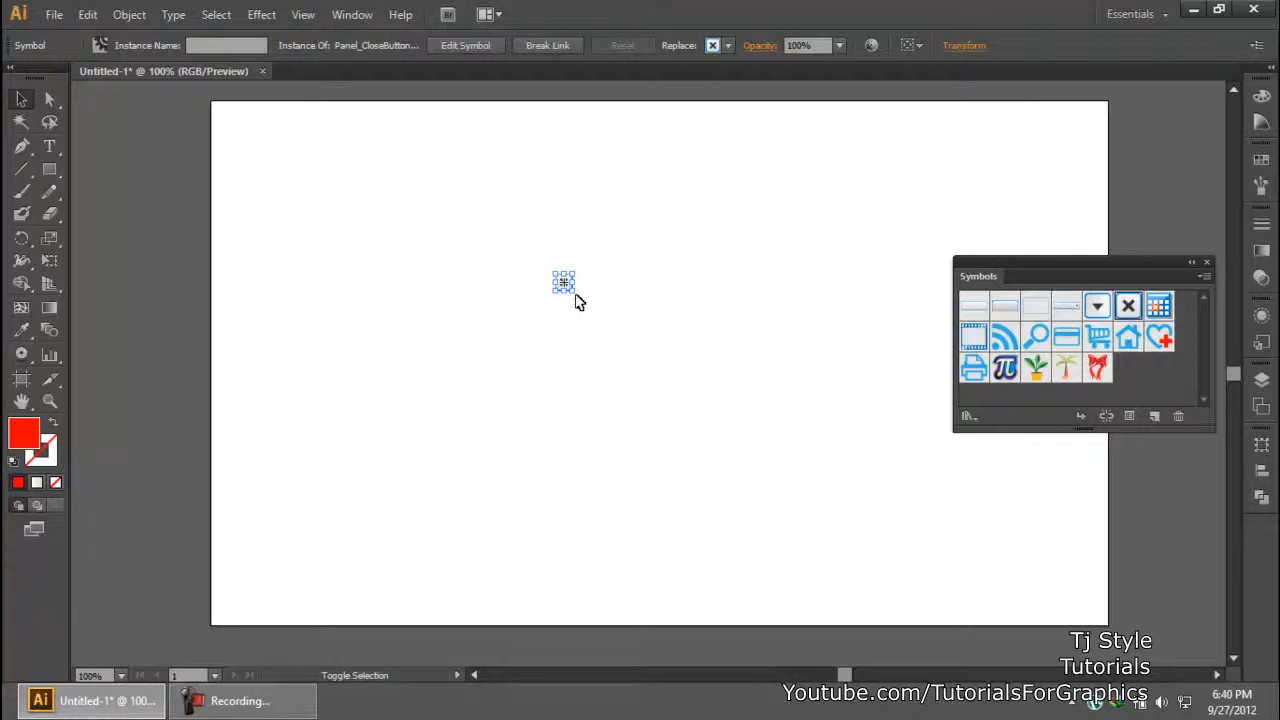 Ai File Edit Object Type Select Effect View Window Help Br Essentials
Symbol Instance Name: Instance Of: Panel_CloseButton... Edit Symbol Break Link Reset Replace: Opacity: 100% Transform
Untitled-1* @ 100% (RGB/Preview)
Symbols
100% 1 Toggle Selection
Tj Style
Tutorials
Youtube.com/TutorialsForGraphics
Ai Untitled-1* @ 100... Recording...
6:40 PM
9/27/2012